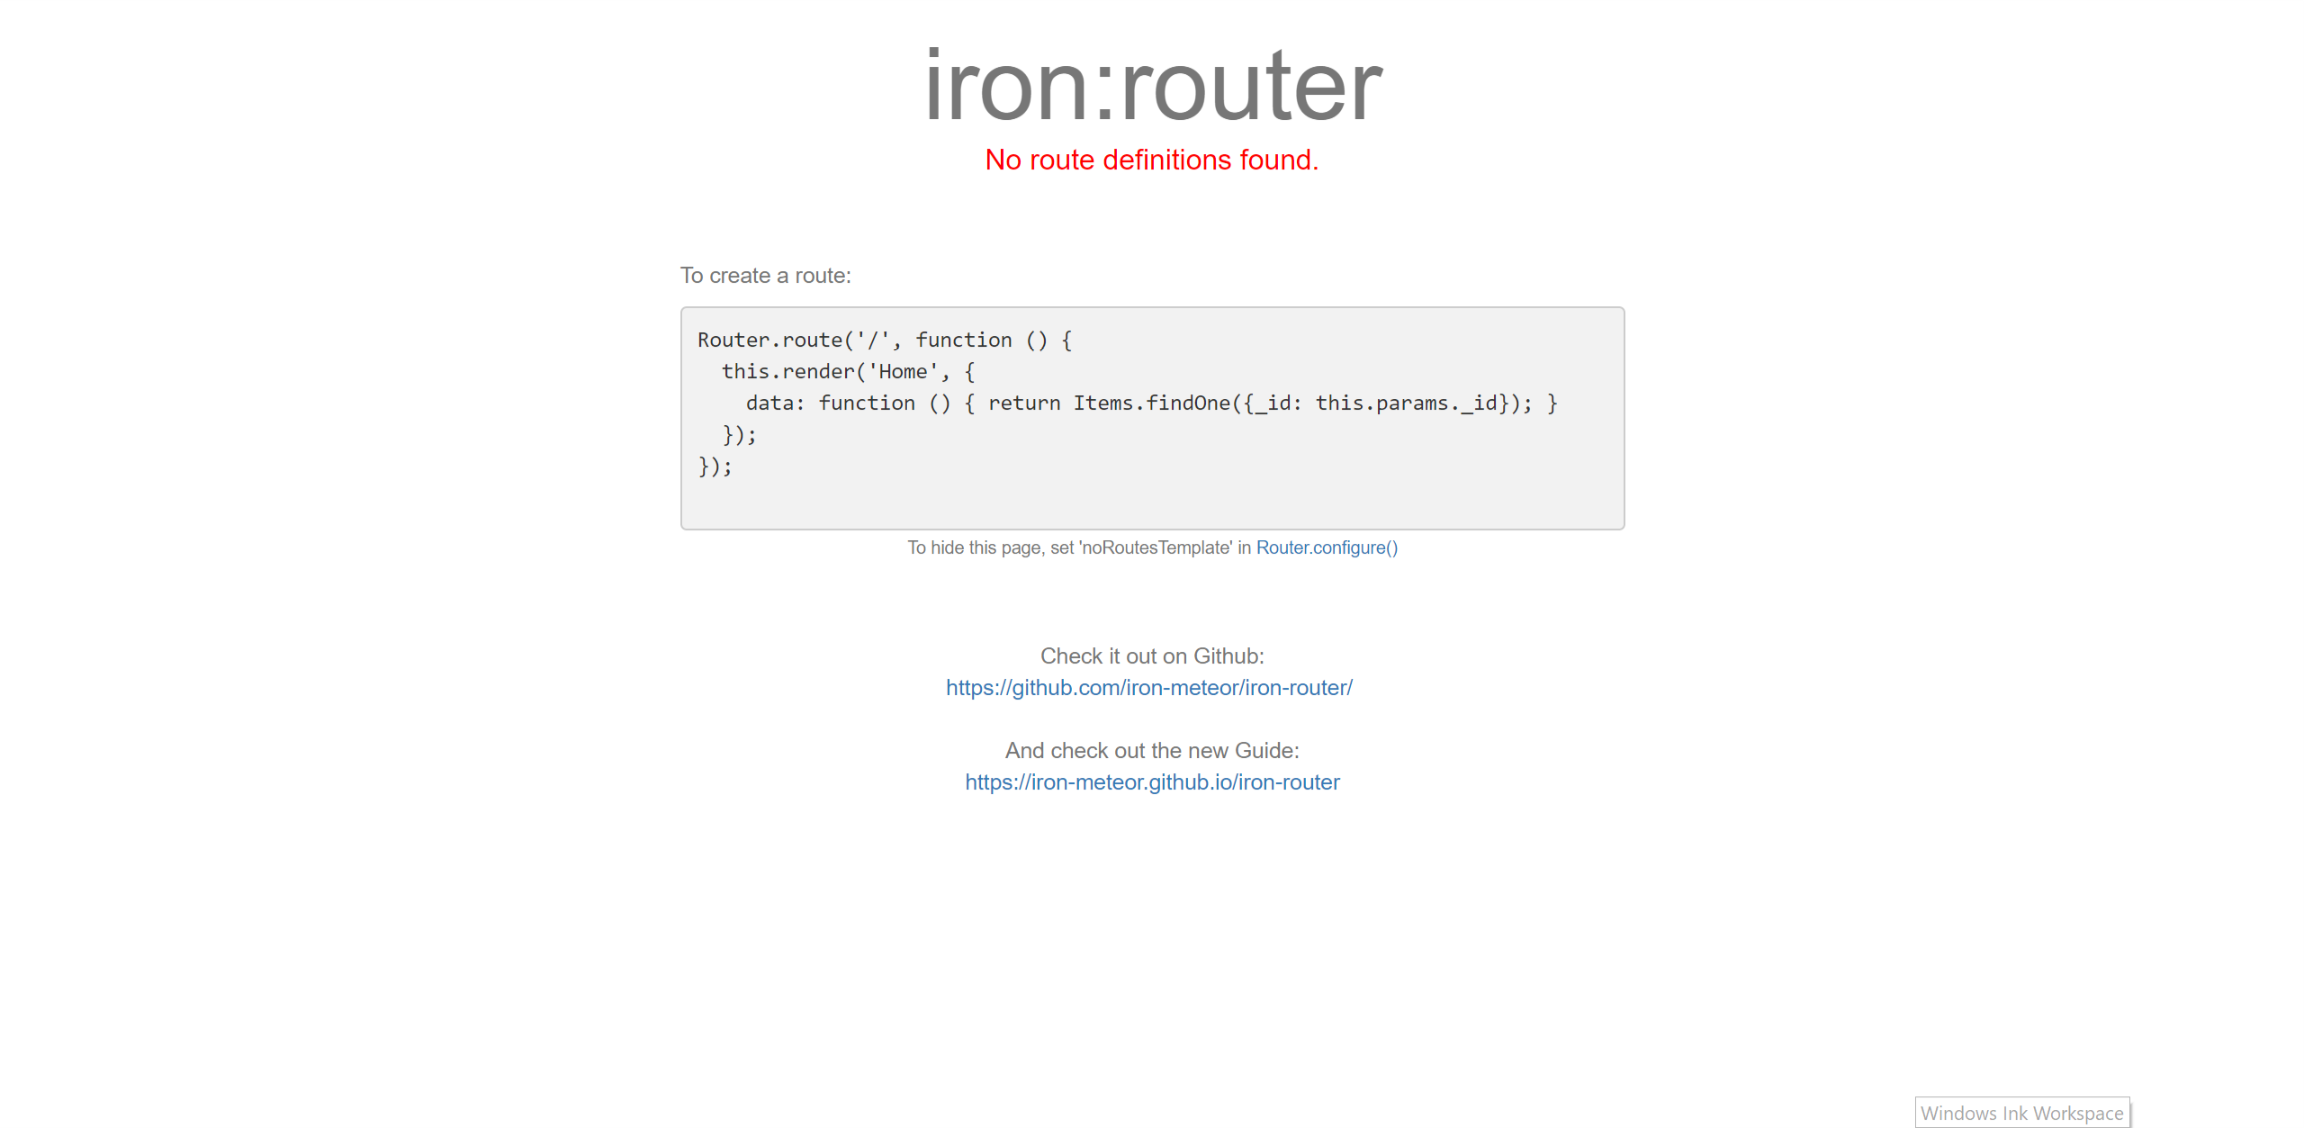 iron:router
No route definitions found.
To create a route:
Router.route('/', function () {
  this.render('Home', {
    data: function () { return Items.findOne({_id: this.params._id}); }
  });
});
To hide this page, set 'noRoutesTemplate' in Router.configure()
Check it out on Github:
https://github.com/iron-meteor/iron-router/
And check out the new Guide:
https://iron-meteor.github.io/iron-router
Windows Ink Workspace